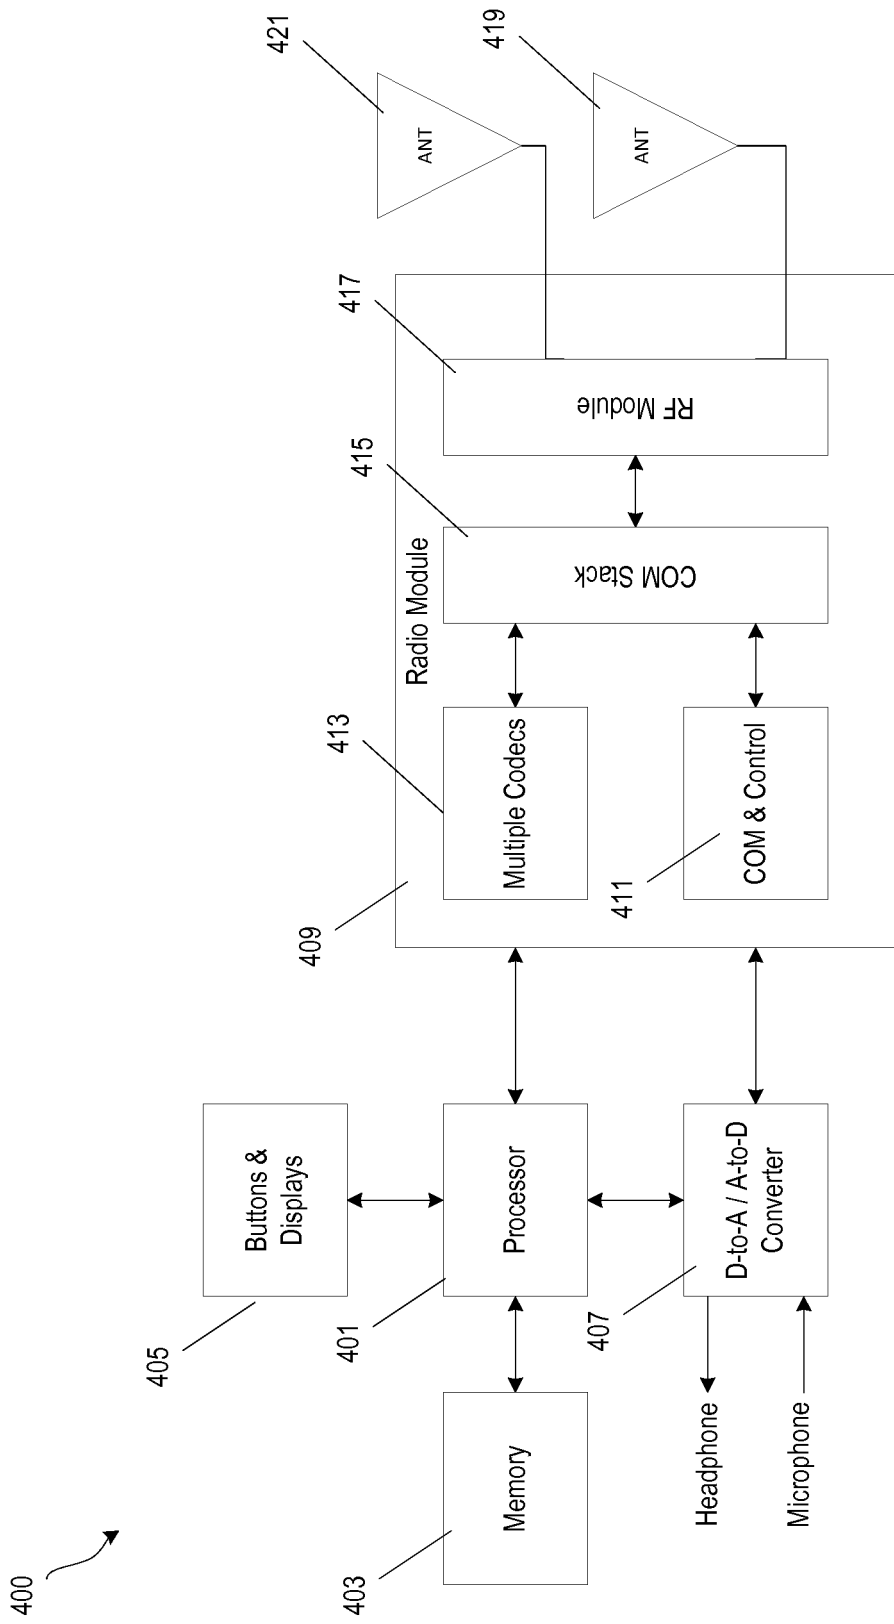 400
421
ANT
419
ANT
417
RF Module
415
COM Stack
Radio Module
413
Multiple Codecs
411
COM & Control
409
405
Buttons &
Displays
401
Processor
407
D-to-A / A-to-D
Converter
403
Memory
Headphone
Microphone